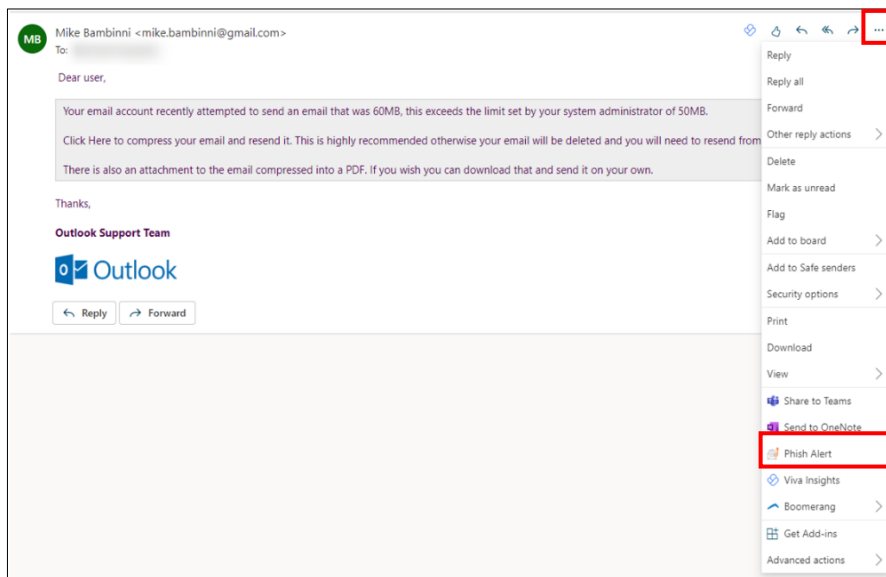 MB
Mike Bambinni <mike.bambinni@gmail.com>
To:
Dear user,
Your email account recently attempted to send an email that was 60MB, this exceeds the limit set by your system administrator of 50MB.
Click Here to compress your email and resend it. This is highly recommended otherwise your email will be deleted and you will need to resend from
There is also an attachment to the email compressed into a PDF. If you wish you can download that and send it on your own.
Thanks,
Outlook Support Team
Outlook
Reply
Forward
Reply
Reply all
Forward
Other reply actions
Delete
Mark as unread
Flag
Add to board
Add to Safe senders
Security options
Print
Download
View
Share to Teams
Send to OneNote
Phish Alert
Viva Insights
Boomerang
Get Add-ins
Advanced actions